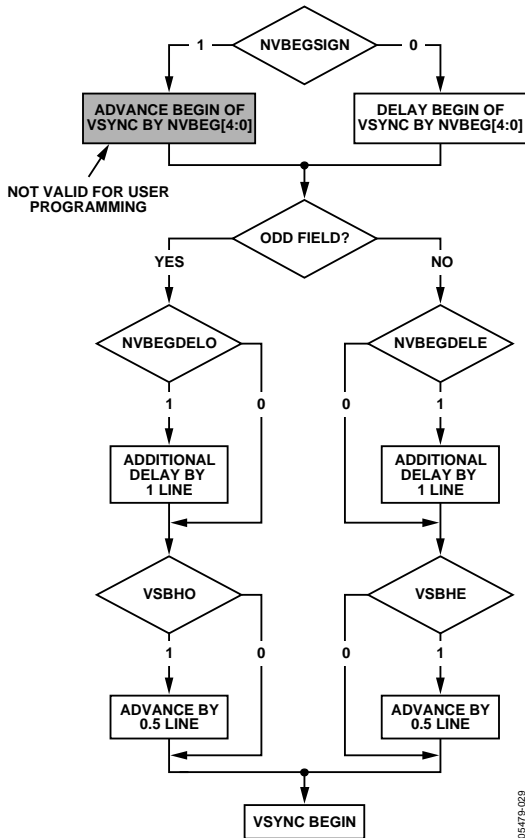 NVBEGSIGN
1
0
ADVANCE BEGIN OF
VSYNC BY NVBEG[4:0]
DELAY BEGIN OF
VSYNC BY NVBEG[4:0]
NOT VALID FOR USER
PROGRAMMING
ODD FIELD?
YES
NO
NVBEGDELO
NVBEGDELE
1
0
0
1
ADDITIONAL
DELAY BY
1 LINE
ADDITIONAL
DELAY BY
1 LINE
VSBHO
VSBHE
1
0
0
1
ADVANCE BY
0.5 LINE
ADVANCE BY
0.5 LINE
VSYNC BEGIN
05479-029